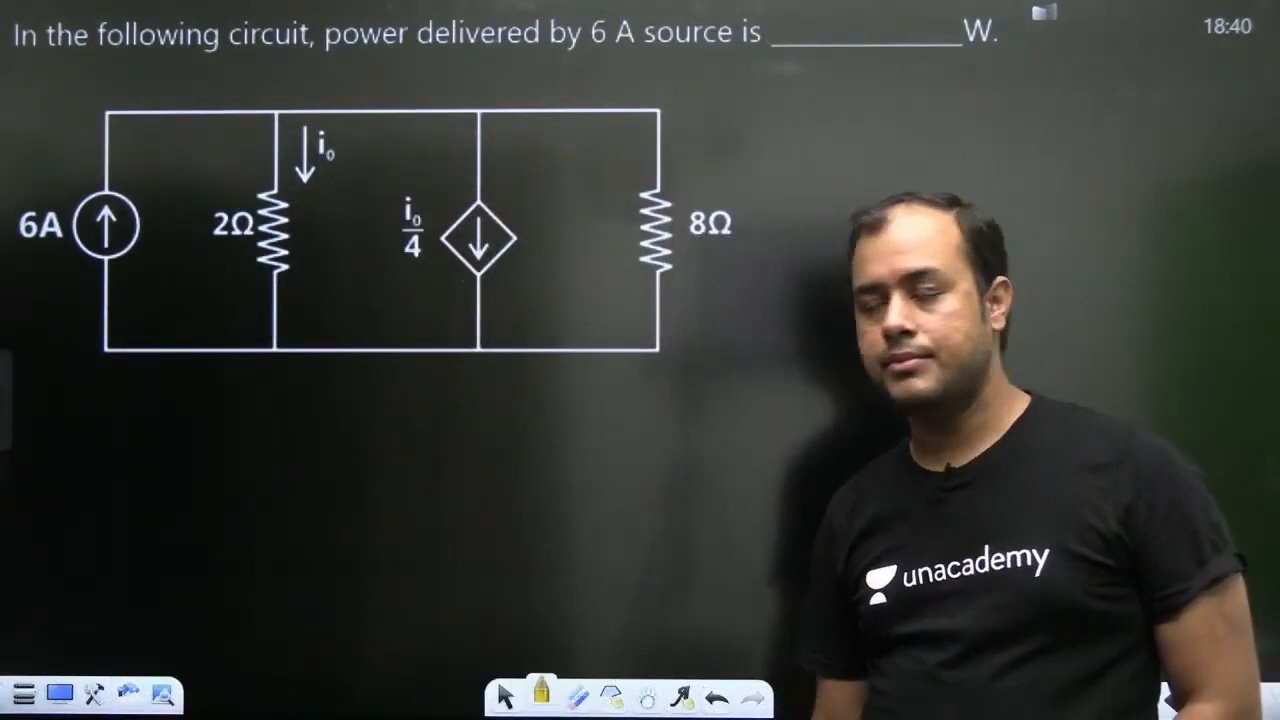 In the following circuit, power delivered by 6 A source is ____________W.
18:40
i₀
6A
2Ω
i₀/4
8Ω
unacademy